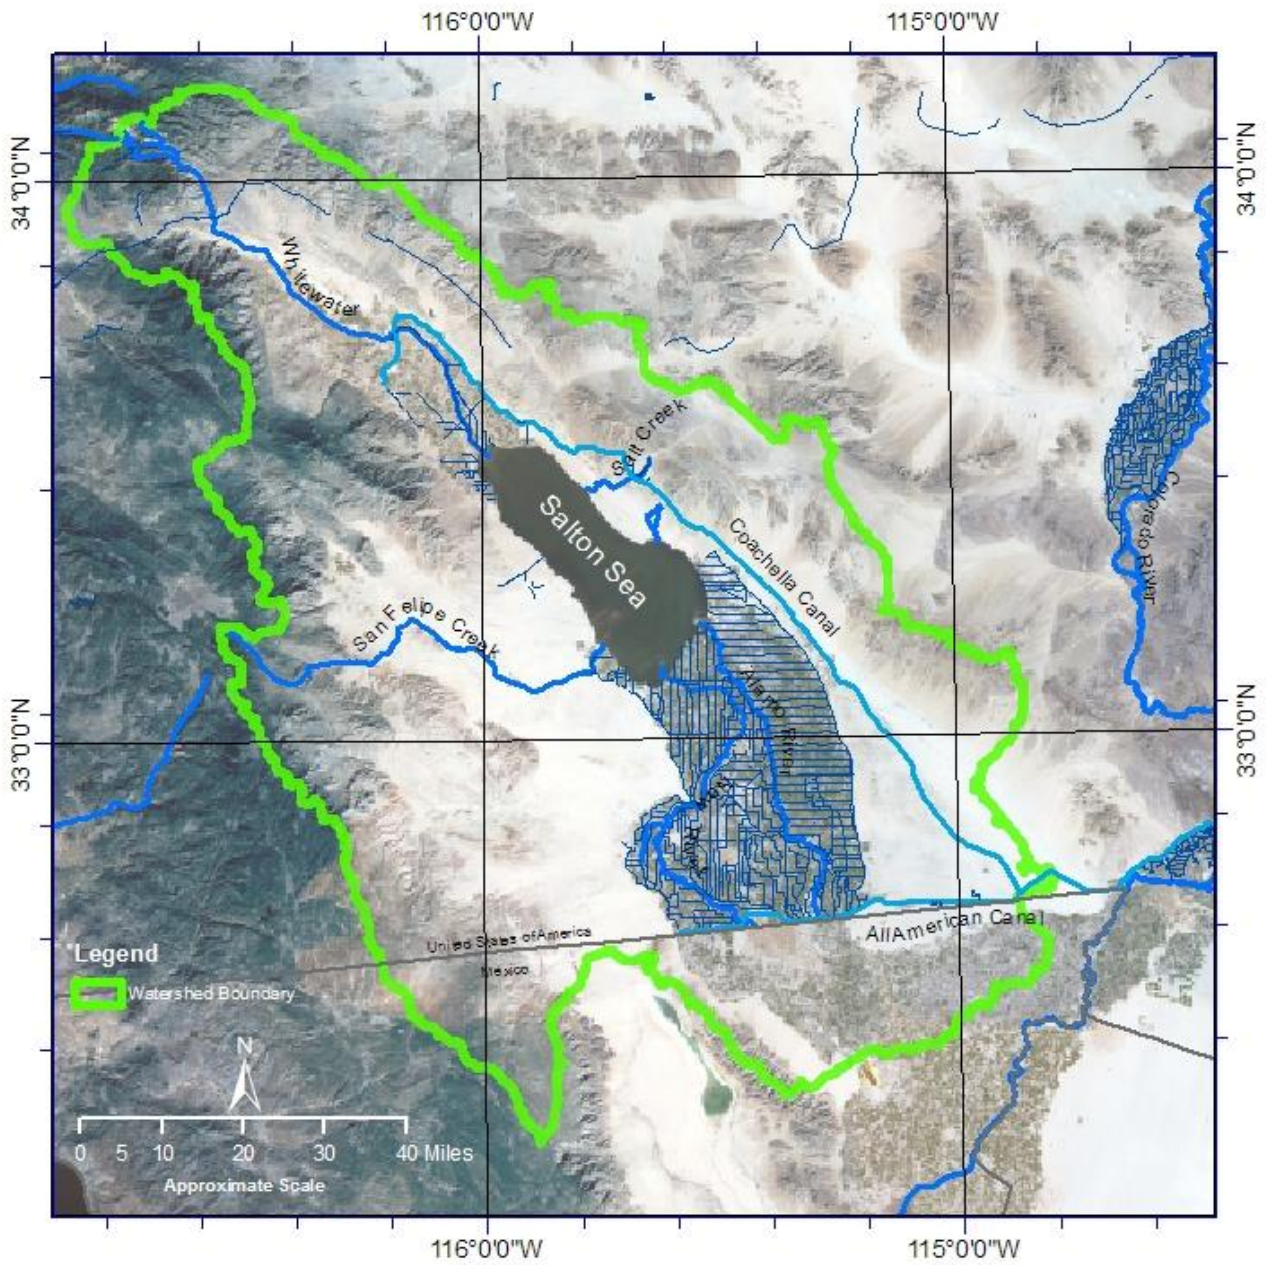 116°0'0"W
115°0'0"W
34°0'0"N
34°0'0"N
Whitewater
Salt Creek
Salton Sea
Coachella Canal
Colorado River
San Felipe Creek
Alamo River
33°0'0"N
33°0'0"N
New River
All American Canal
United States of America
Mexico
Legend
Watershed Boundary
N
0 5 10 20 30 40 Miles
Approximate Scale
116°0'0"W
115°0'0"W